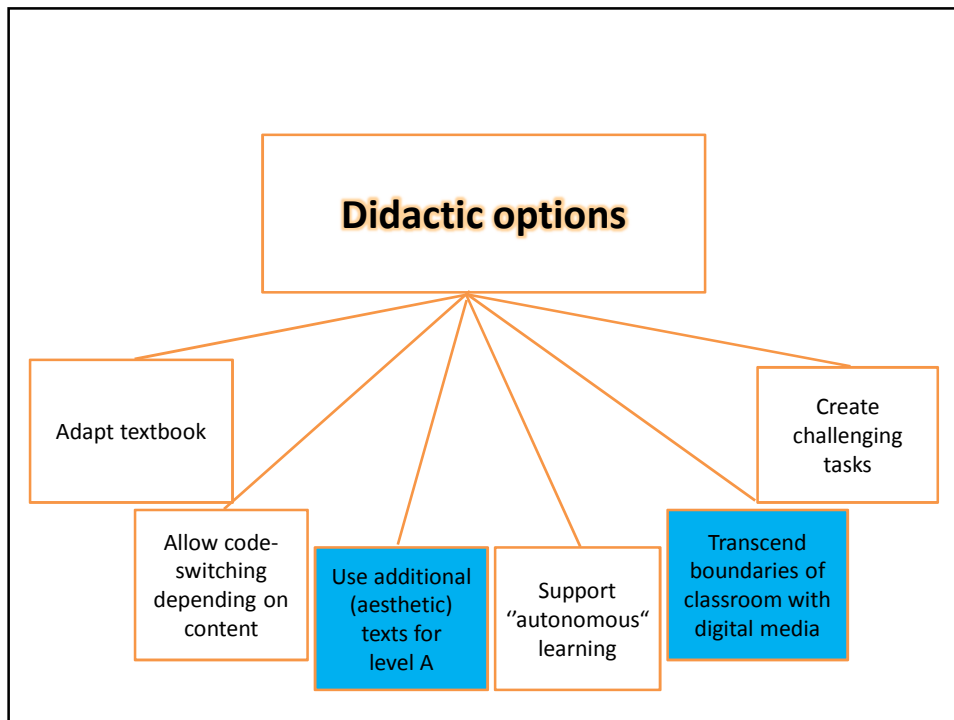 Didactic options
Adapt textbook
Allow code-
switching
depending on
content
Use additional
(aesthetic)
texts for
level A
Support
‘’autonomous“
learning
Transcend
boundaries of
classroom with
digital media
Create
challenging
tasks